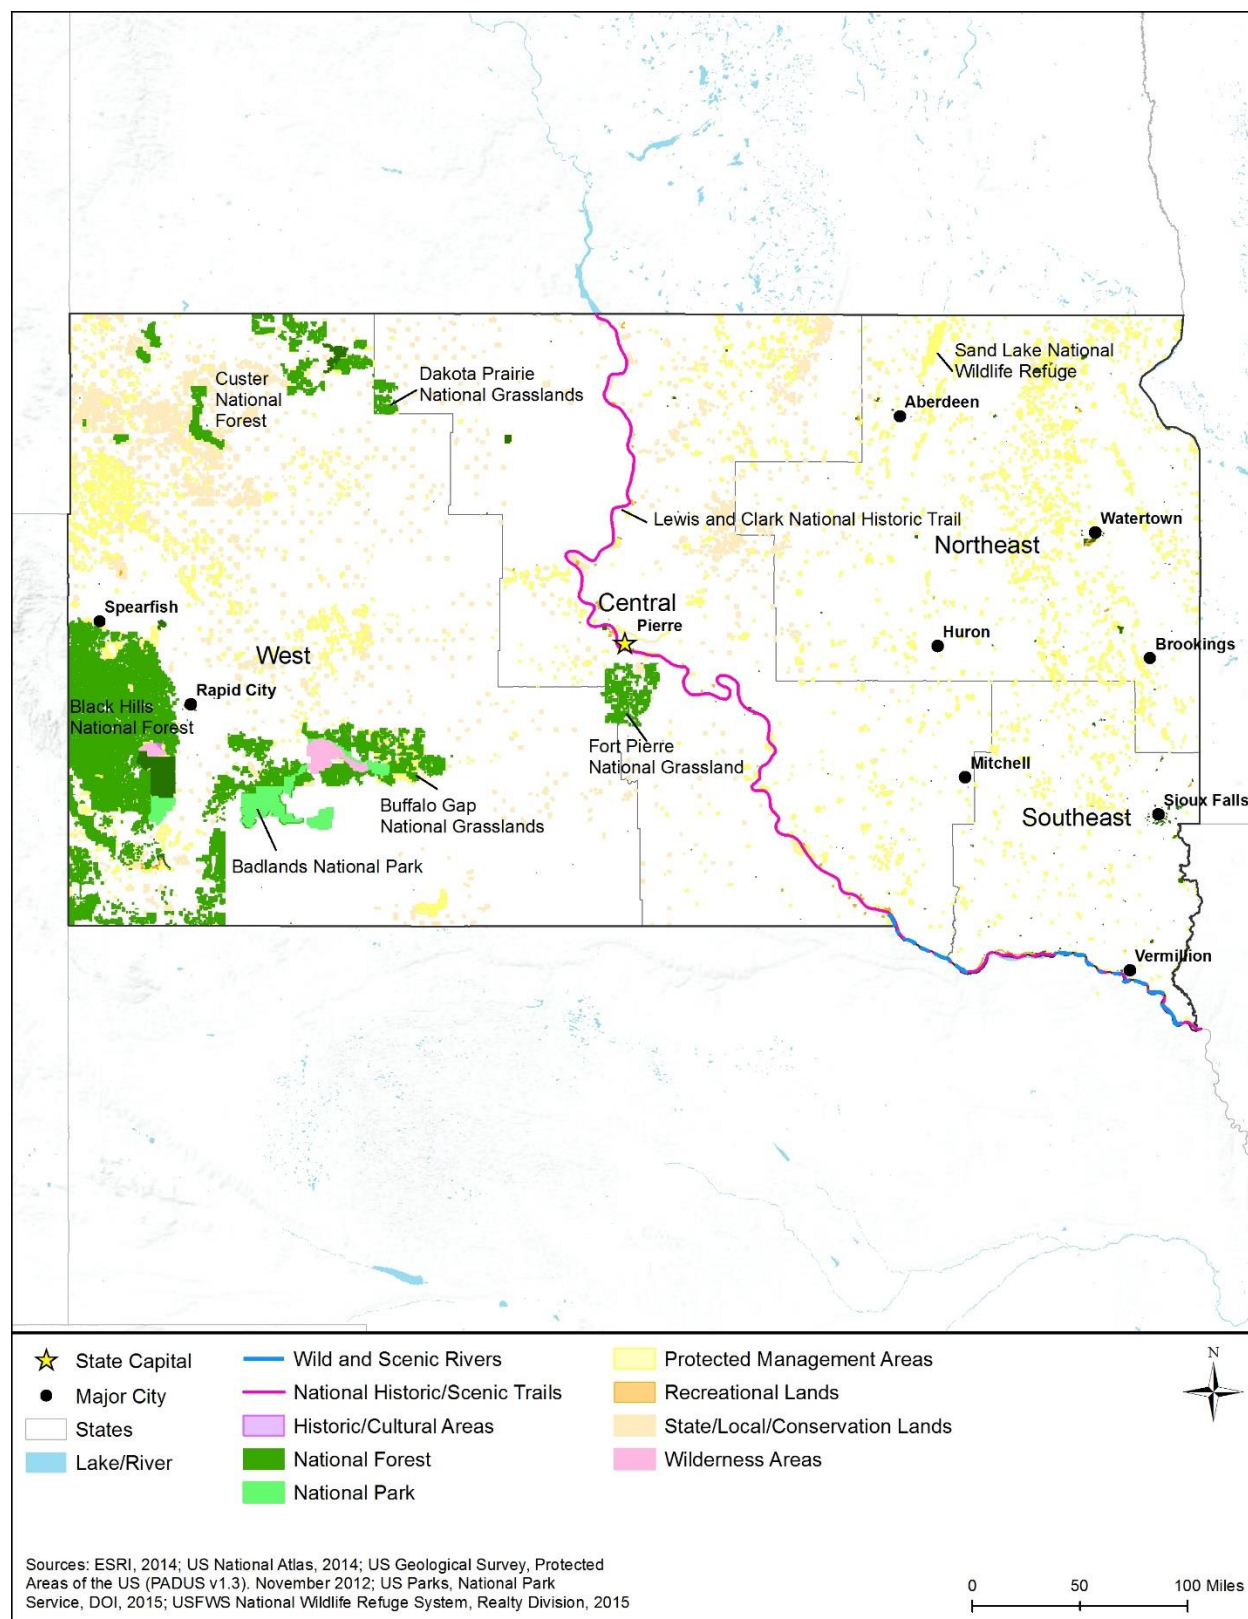 Sand Lake National
Wildlife Refuge
Custer
National
Forest
Dakota Prairie
National Grasslands
Aberdeen
Lewis and Clark National Historic Trail
Watertown
Northeast
Spearfish
Central
Pierre
Huron
Brookings
West
Rapid City
Black Hills
National Forest
Fort Pierre
National Grassland
Mitchell
Buffalo Gap
National Grasslands
Sioux Falls
Southeast
Badlands National Park
Vermillion
State Capital
Major City
States
Lake/River
Wild and Scenic Rivers
National Historic/Scenic Trails
Historic/Cultural Areas
National Forest
National Park
Protected Management Areas
Recreational Lands
State/Local/Conservation Lands
Wilderness Areas
N
Sources: ESRI, 2014; US National Atlas, 2014; US Geological Survey, Protected
Areas of the US (PADUS v1.3). November 2012; US Parks, National Park
Service, DOI, 2015; USFWS National Wildlife Refuge System, Realty Division, 2015
0 50 100 Miles